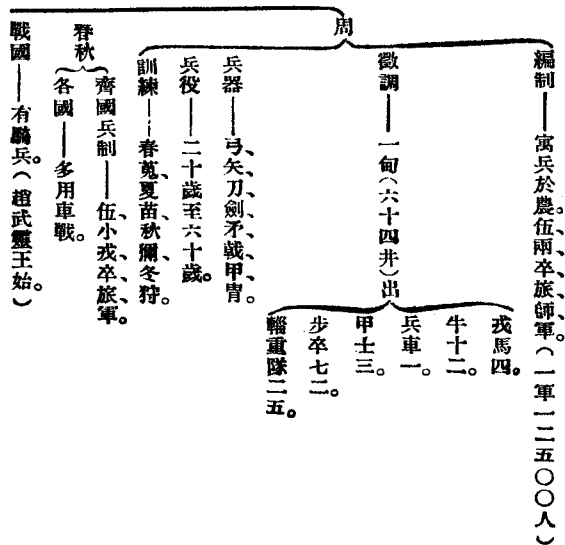 周
編制——寓兵於農。伍、兩、卒、旅、師、軍。(一軍一二五〇〇人)
徵調——一甸(六十四井)出
戎馬四。
牛十二。
兵車一。
甲士三。
步卒七二。
輜重隊二五。
兵器——弓、矢、刀、劍、矛、戟、甲、冑。
兵役——二十歲至六十歲。
訓練——春蒐、夏苗、秋獮、冬狩。
春秋
齊國兵制——伍、小戎、卒、旅、軍。
各國——多用車戰。
戰國——有騎兵。(趙武靈王始。)